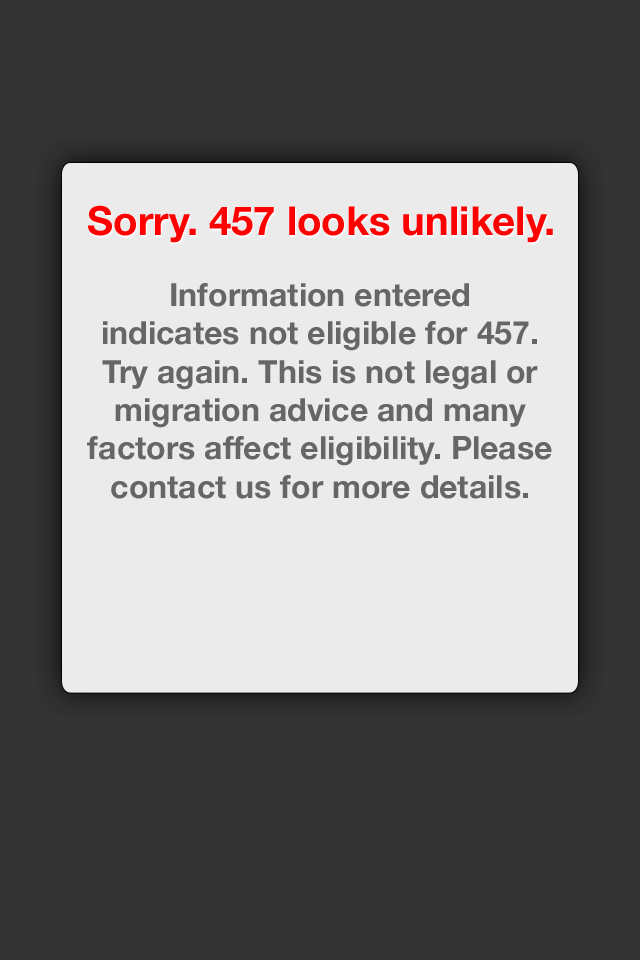 Sorry. 457 looks unlikely.
Information entered
indicates not eligible for 457.
Try again. This is not legal or
migration advice and many
factors affect eligibility. Please
contact us for more details.